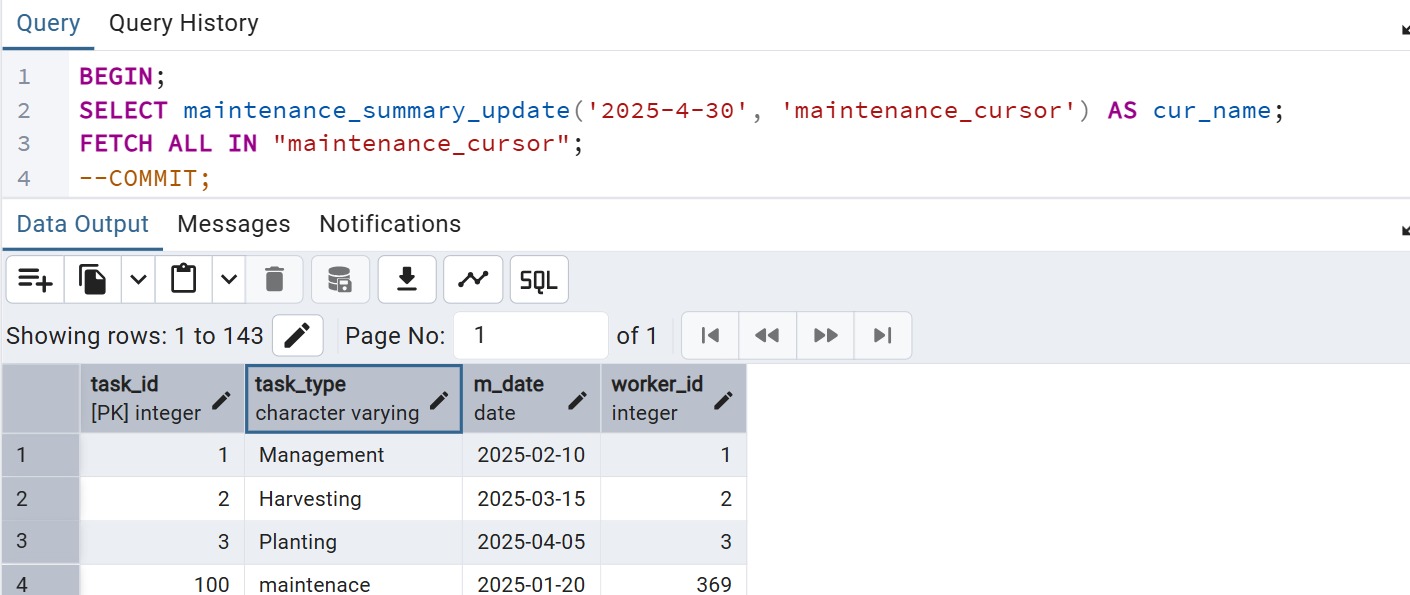 Query Query History
1 BEGIN;
2 SELECT maintenance_summary_update('2025-4-30', 'maintenance_cursor') AS cur_name;
3 FETCH ALL IN "maintenance_cursor";
4 --COMMIT;
Data Output Messages Notifications
SQL
Showing rows: 1 to 143 Page No: 1 of 1
task_id task_type m_date worker_id
[PK] integer character varying date integer
1 1 Management 2025-02-10 1
2 2 Harvesting 2025-03-15 2
3 3 Planting 2025-04-05 3
4 100 maintenace 2025-01-20 369